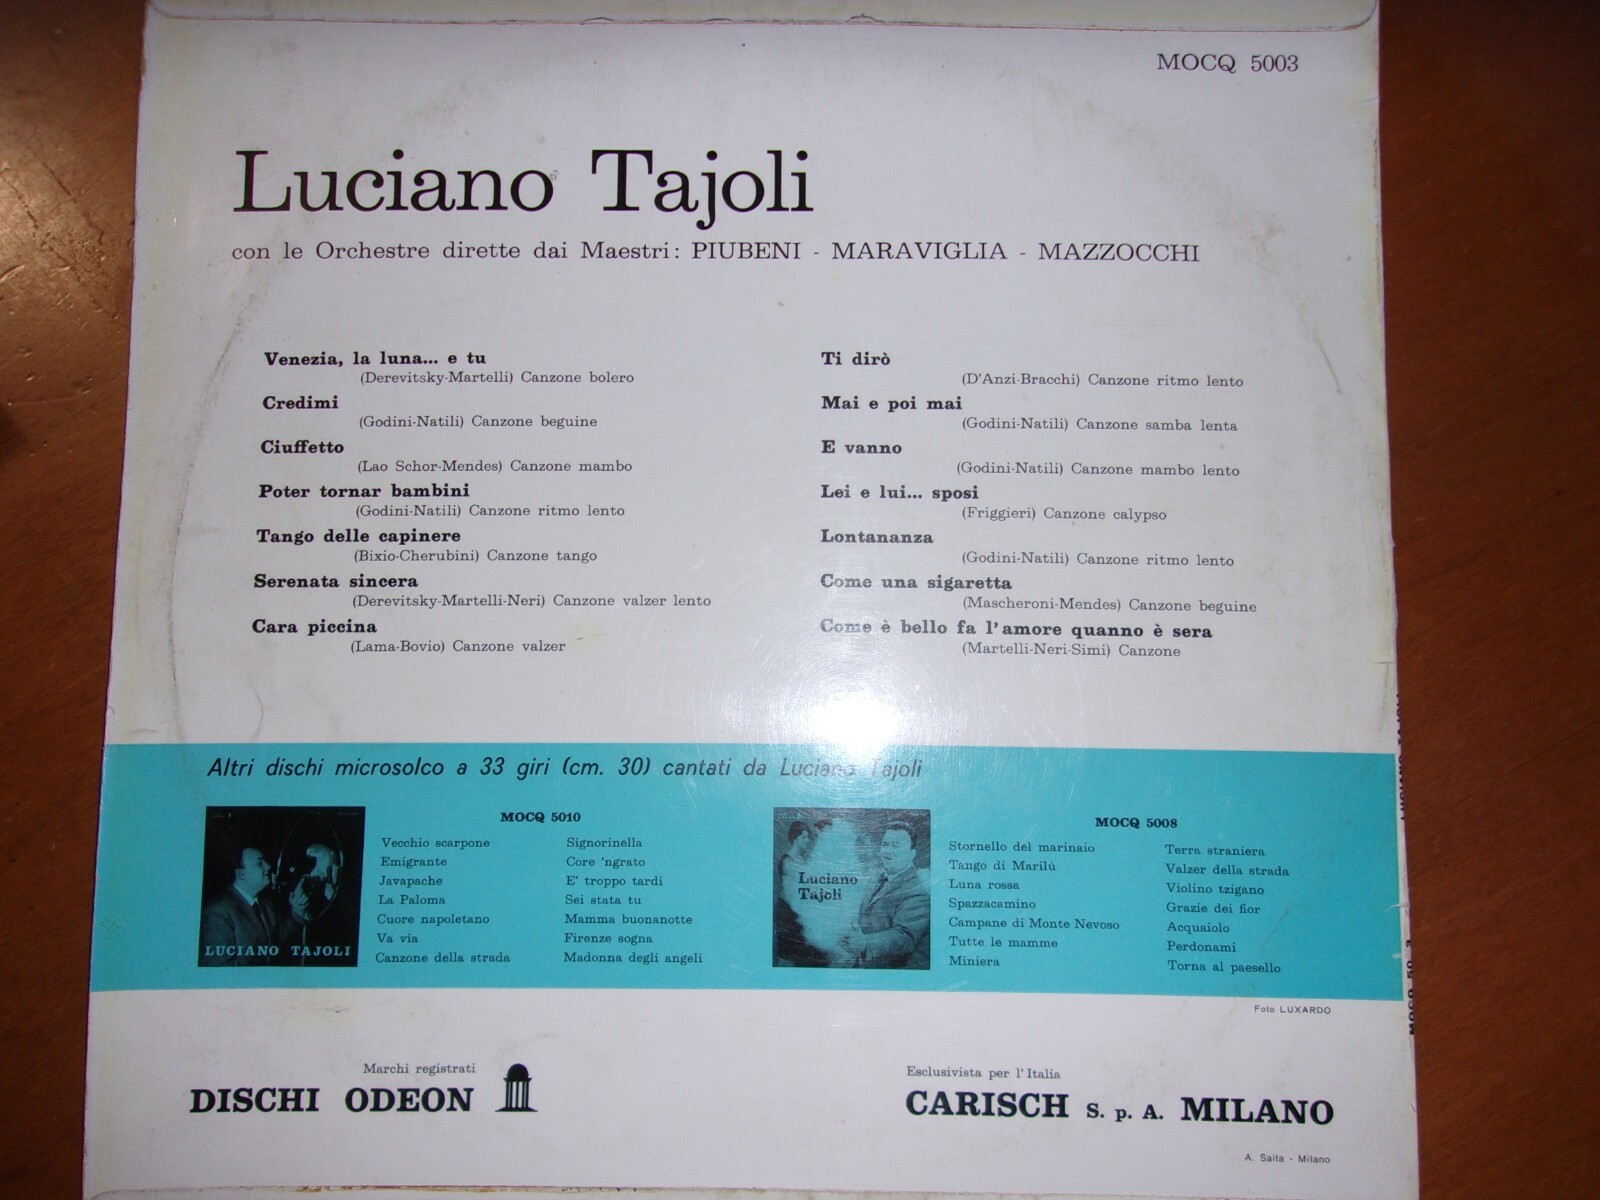 MOCQ 5003
Luciano Tajoli
con le Orchestre dirette dai Maestri: PIUBENI - MARAVIGLIA - MAZZOCCHI
Venezia, la luna... e tu
(Derevitsky-Martelli) Canzone bolero
Credimi
(Godini-Natili) Canzone beguine
Ciuffetto
(Lao Schor-Mendes) Canzone mambo
Poter tornar bambini
(Godini-Natili) Canzone ritmo lento
Tango delle capinere
(Bixio-Cherubini) Canzone tango
Serenata sincera
(Derevitsky-Martelli-Neri) Canzone valzer lento
Cara piccina
(Lama-Bovio) Canzone valzer
Ti dirò
(D'Anzi-Bracchi) Canzone ritmo lento
Mai e poi mai
(Godini-Natili) Canzone samba lenta
E vanno
(Godini-Natili) Canzone mambo lento
Lei e lui... sposi
(Friggieri) Canzone calypso
Lontananza
(Godini-Natili) Canzone ritmo lento
Come una sigaretta
(Mascheroni-Mendes) Canzone beguine
Come è bello fa l'amore quanno è sera
(Martelli-Neri-Simi) Canzone
Altri dischi microsolco a 33 giri (cm. 30) cantati da Luciano Tajoli
LUCIANO TAJOLI
MOCQ 5010
Vecchio scarpone
Emigrante
Javapache
La Paloma
Cuore napoletano
Va via
Canzone della strada
Signorinella
Core 'ngrato
E' troppo tardi
Sei stata tu
Mamma buonanotte
Firenze sogna
Madonna degli angeli
Luciano
Tajoli
MOCQ 5008
Stornello del marinaio
Tango di Marilù
Luna rossa
Spazzacamino
Campane di Monte Nevoso
Tutte le mamme
Miniera
Terra straniera
Valzer della strada
Violino tzigano
Grazie dei fior
Acquaiolo
Perdonami
Torna al paesello
Foto LUXARDO
Marchi registrati
DISCHI ODEON
Esclusivista per l'Italia
CARISCH S. p. A. MILANO
A. Saita - Milano
LUCIANO TAJOLI